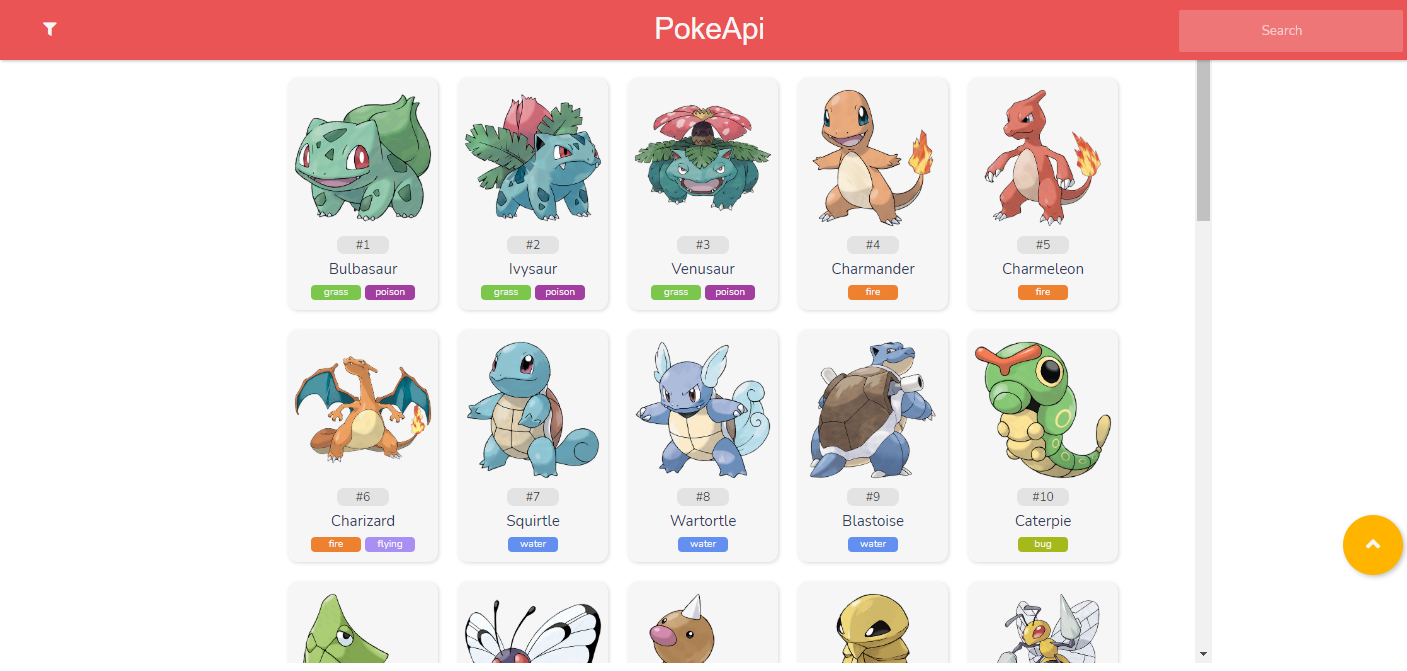 PokeApi
Search
#1
#2
#3
#4
#5
Bulbasaur
Ivysaur
Venusaur
Charmander
Charmeleon
grass poison
grass poison
grass poison
fire
fire
#6
#7
#8
#9
#10
Charizard
Squirtle
Wartortle
Blastoise
Caterpie
fire flying
water
water
water
bug